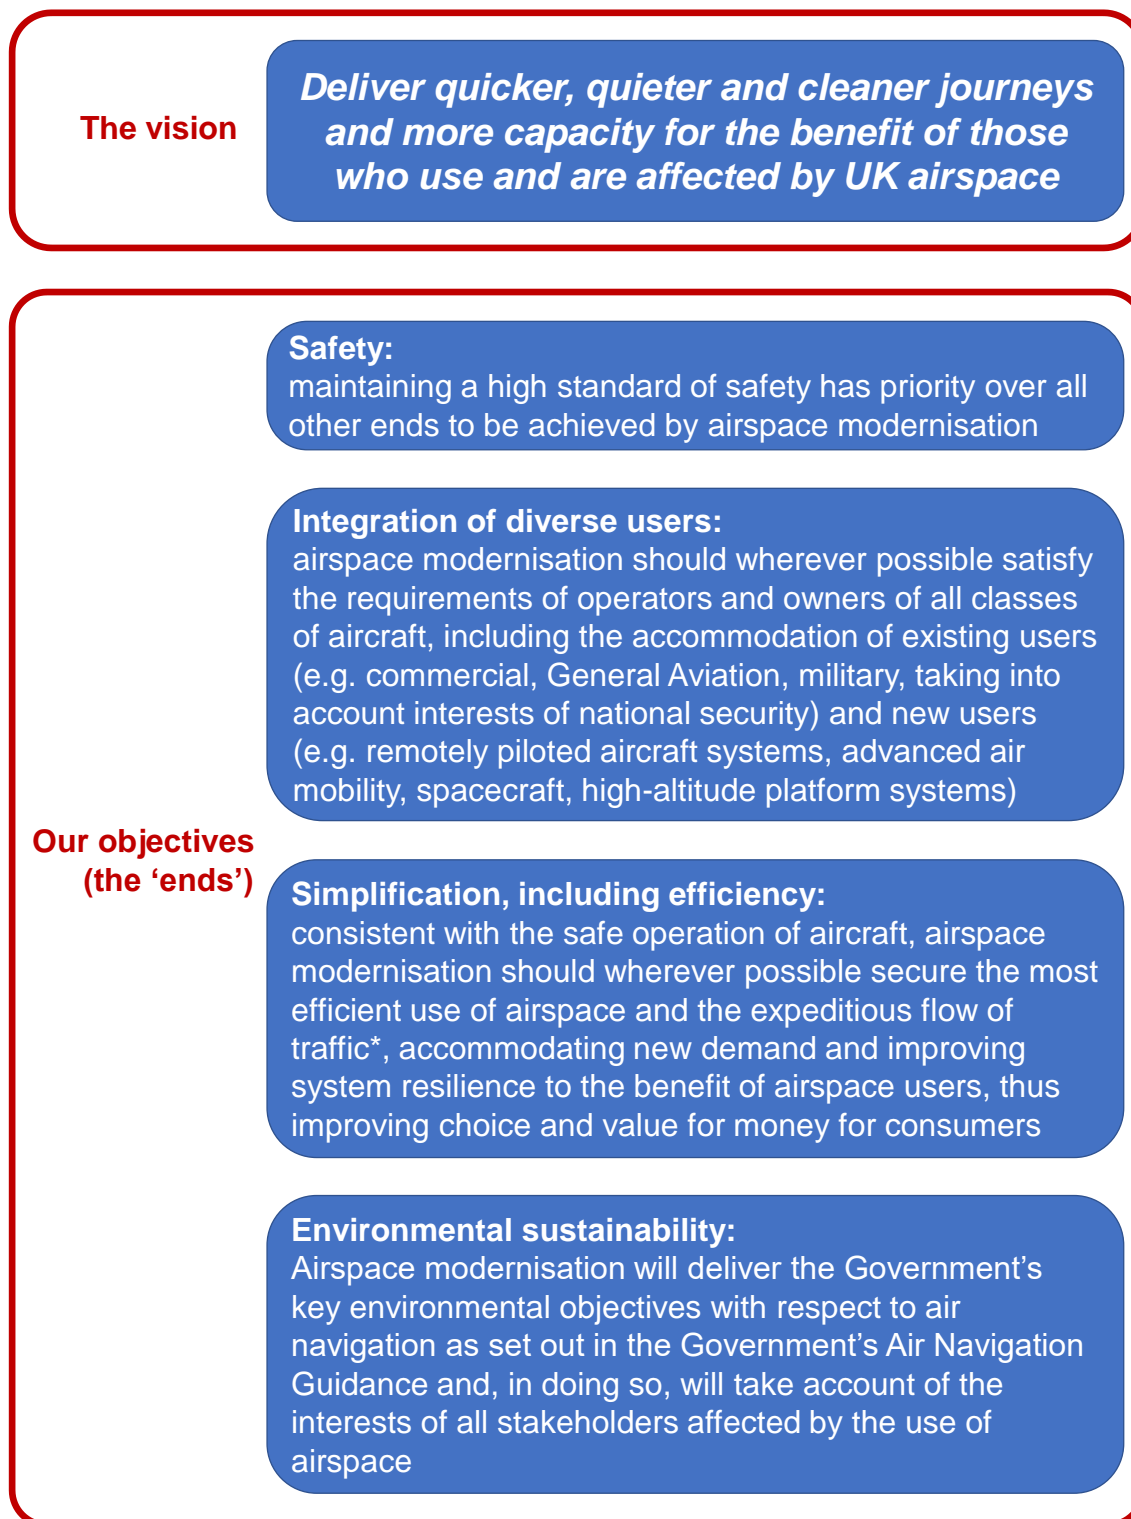 The vision
Deliver quicker, quieter and cleaner journeys
and more capacity for the benefit of those
who use and are affected by UK airspace
Our objectives
(the ‘ends’)
Safety:
maintaining a high standard of safety has priority over all
other ends to be achieved by airspace modernisation
Integration of diverse users:
airspace modernisation should wherever possible satisfy
the requirements of operators and owners of all classes
of aircraft, including the accommodation of existing users
(e.g. commercial, General Aviation, military, taking into
account interests of national security) and new users
(e.g. remotely piloted aircraft systems, advanced air
mobility, spacecraft, high-altitude platform systems)
Simplification, including efficiency:
consistent with the safe operation of aircraft, airspace
modernisation should wherever possible secure the most
efficient use of airspace and the expeditious flow of
traffic*, accommodating new demand and improving
system resilience to the benefit of airspace users, thus
improving choice and value for money for consumers
Environmental sustainability:
Airspace modernisation will deliver the Government’s
key environmental objectives with respect to air
navigation as set out in the Government’s Air Navigation
Guidance and, in doing so, will take account of the
interests of all stakeholders affected by the use of
airspace